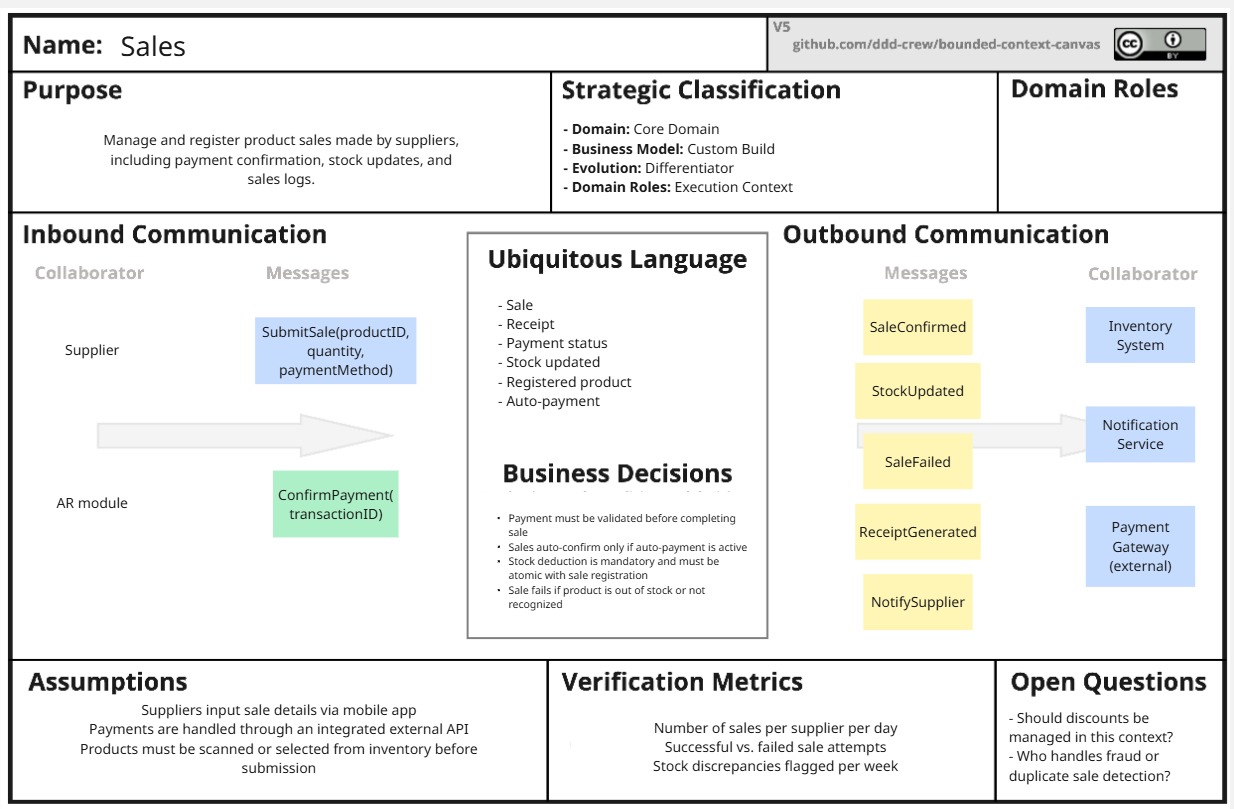 Name: Sales
V5
github.com/ddd-crew/bounded-context-canvas
cc
BY
Purpose
Manage and register product sales made by suppliers,
including payment confirmation, stock updates, and
sales logs.
Strategic Classification
- Domain: Core Domain
- Business Model: Custom Build
- Evolution: Differentiator
- Domain Roles: Execution Context
Domain Roles
Inbound Communication
Collaborator
Messages
Supplier
SubmitSale(productID,
quantity,
paymentMethod)
AR module
ConfirmPayment(
transactionID)
Ubiquitous Language
- Sale
- Receipt
- Payment status
- Stock updated
- Registered product
- Auto-payment
Business Decisions
• Payment must be validated before completing
sale
• Sales auto-confirm only if auto-payment is active
• Stock deduction is mandatory and must be
atomic with sale registration
• Sale fails if product is out of stock or not
recognized
Outbound Communication
Messages
Collaborator
SaleConfirmed
StockUpdated
SaleFailed
ReceiptGenerated
NotifySupplier
Inventory
System
Notification
Service
Payment
Gateway
(external)
Assumptions
Suppliers input sale details via mobile app
Payments are handled through an integrated external API
Products must be scanned or selected from inventory before
submission
Verification Metrics
Number of sales per supplier per day
Successful vs. failed sale attempts
Stock discrepancies flagged per week
Open Questions
- Should discounts be
managed in this context?
- Who handles fraud or
duplicate sale detection?